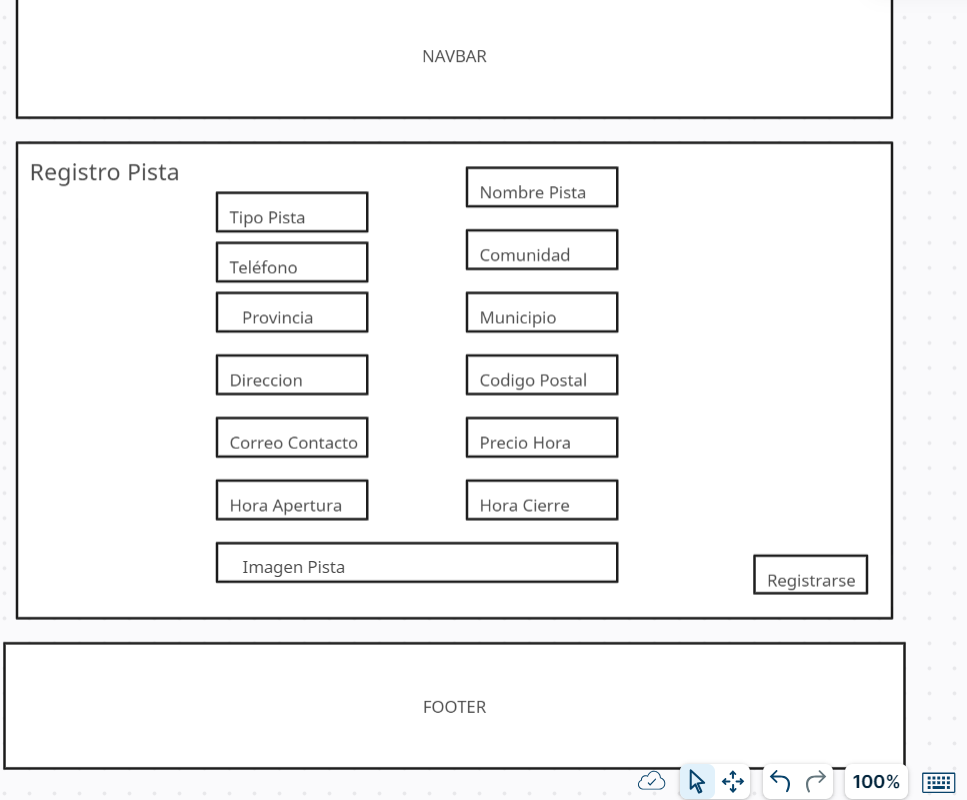 NAVBAR
Registro Pista
Nombre Pista
Tipo Pista
Comunidad
Teléfono
Provincia
Municipio
Direccion
Codigo Postal
Correo Contacto
Precio Hora
Hora Apertura
Hora Cierre
Imagen Pista
Registrarse
FOOTER
100%